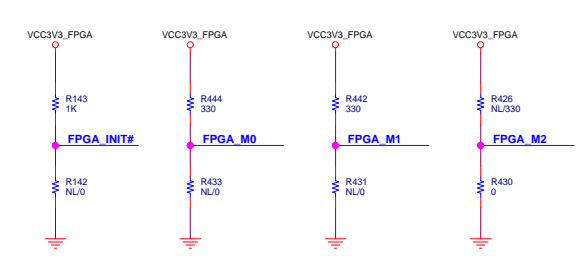 VCC3V3_FPGA
VCC3V3_FPGA
VCC3V3_FPGA
VCC3V3_FPGA
R143
1K
R444
330
R442
330
R426
NL/330
FPGA_INIT#
FPGA_M0
FPGA_M1
FPGA_M2
R142
NL/0
R433
NL/0
R431
NL/0
R430
0